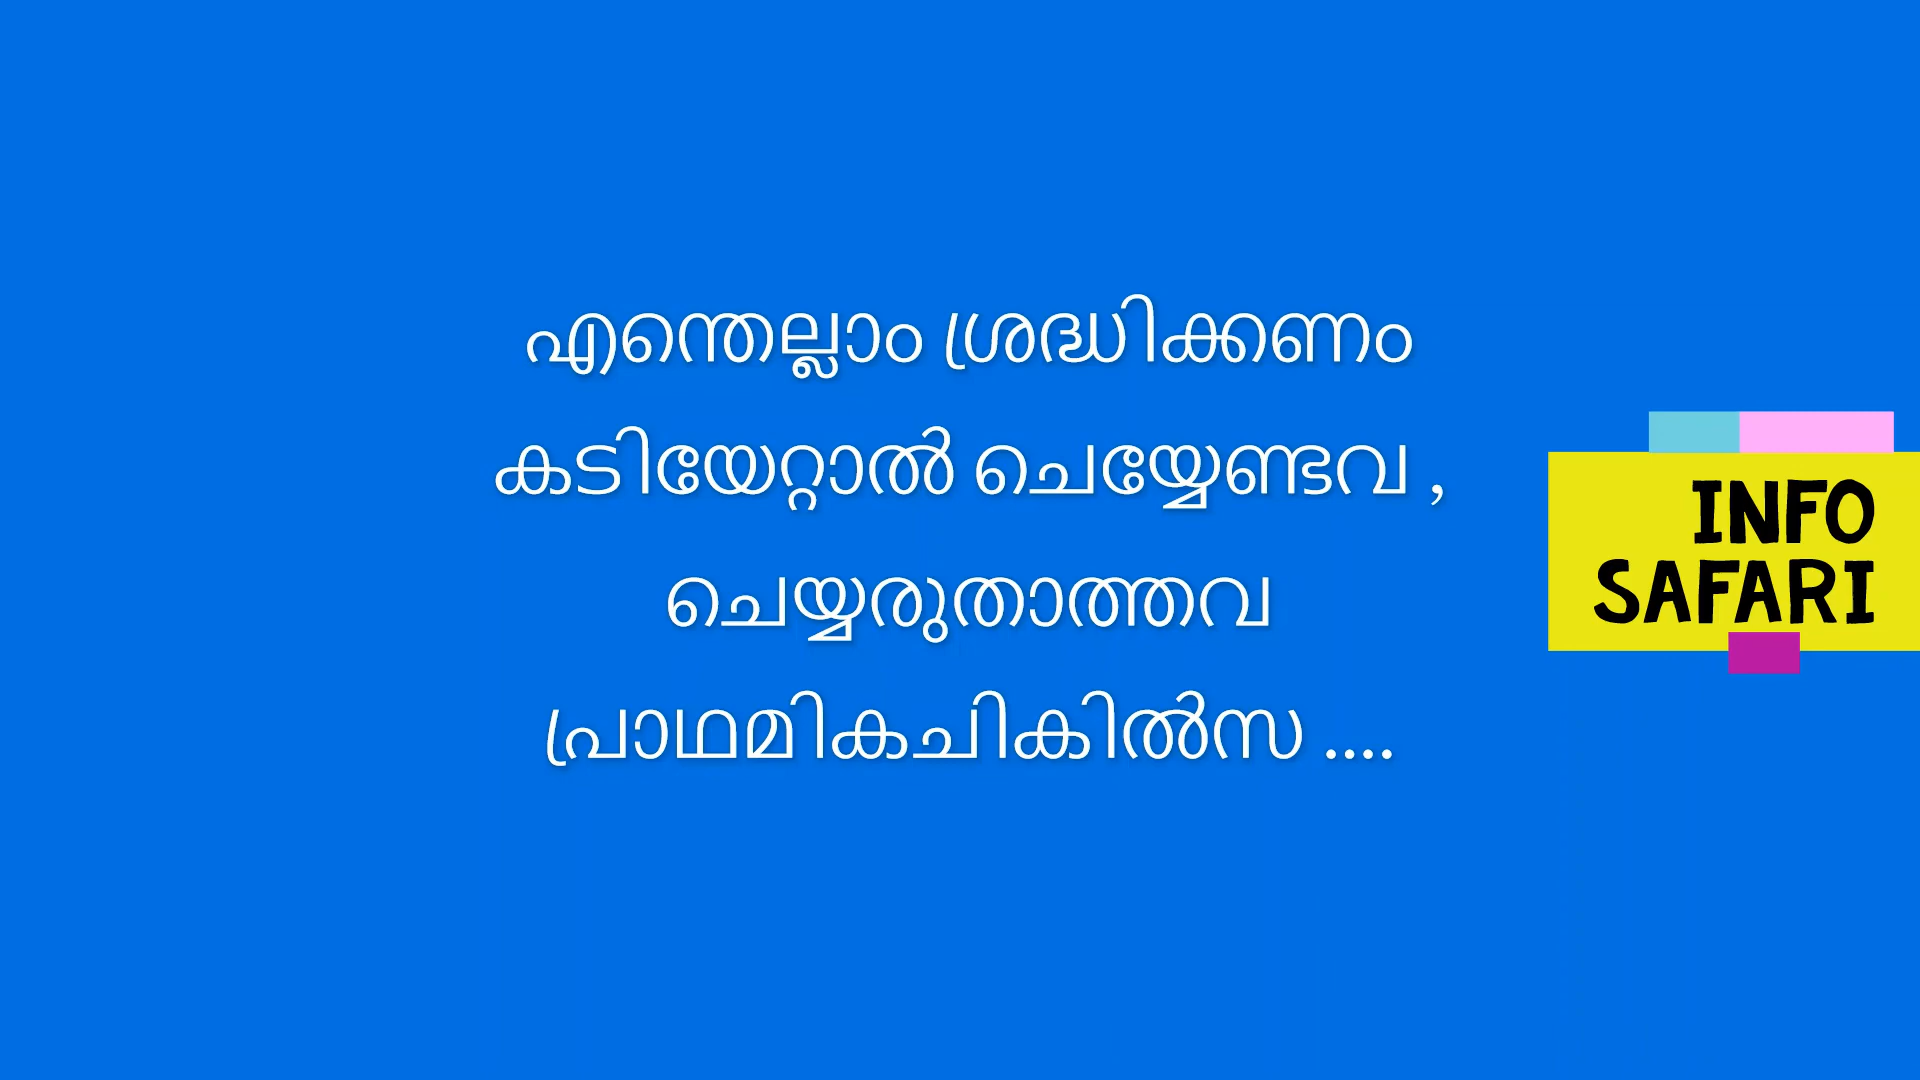 എന്തെല്ലാം ശ്രദ്ധിക്കണം
കടിയേറ്റാൽ ചെയ്യേണ്ടവ ,
ചെയ്യരുതാത്തവ
പ്രാഥമികചികിൽസ ....
INFO
SAFARI